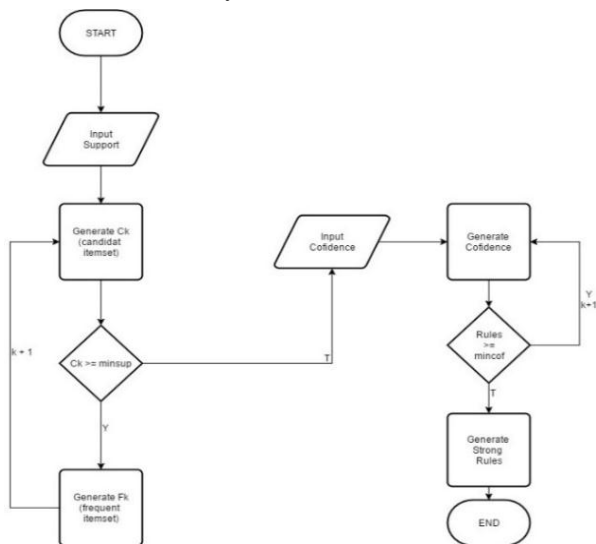 START
Input
Support
Generate Ck
(candidat
itemset)
k + 1
Ck >= minsup
T
Y
Generate Fk
(frequent
itemset)
Input
Cofidence
Generate
Cofidence
Y
k+1
Rules
>=
mincof
T
Generate
Strong
Rules
END